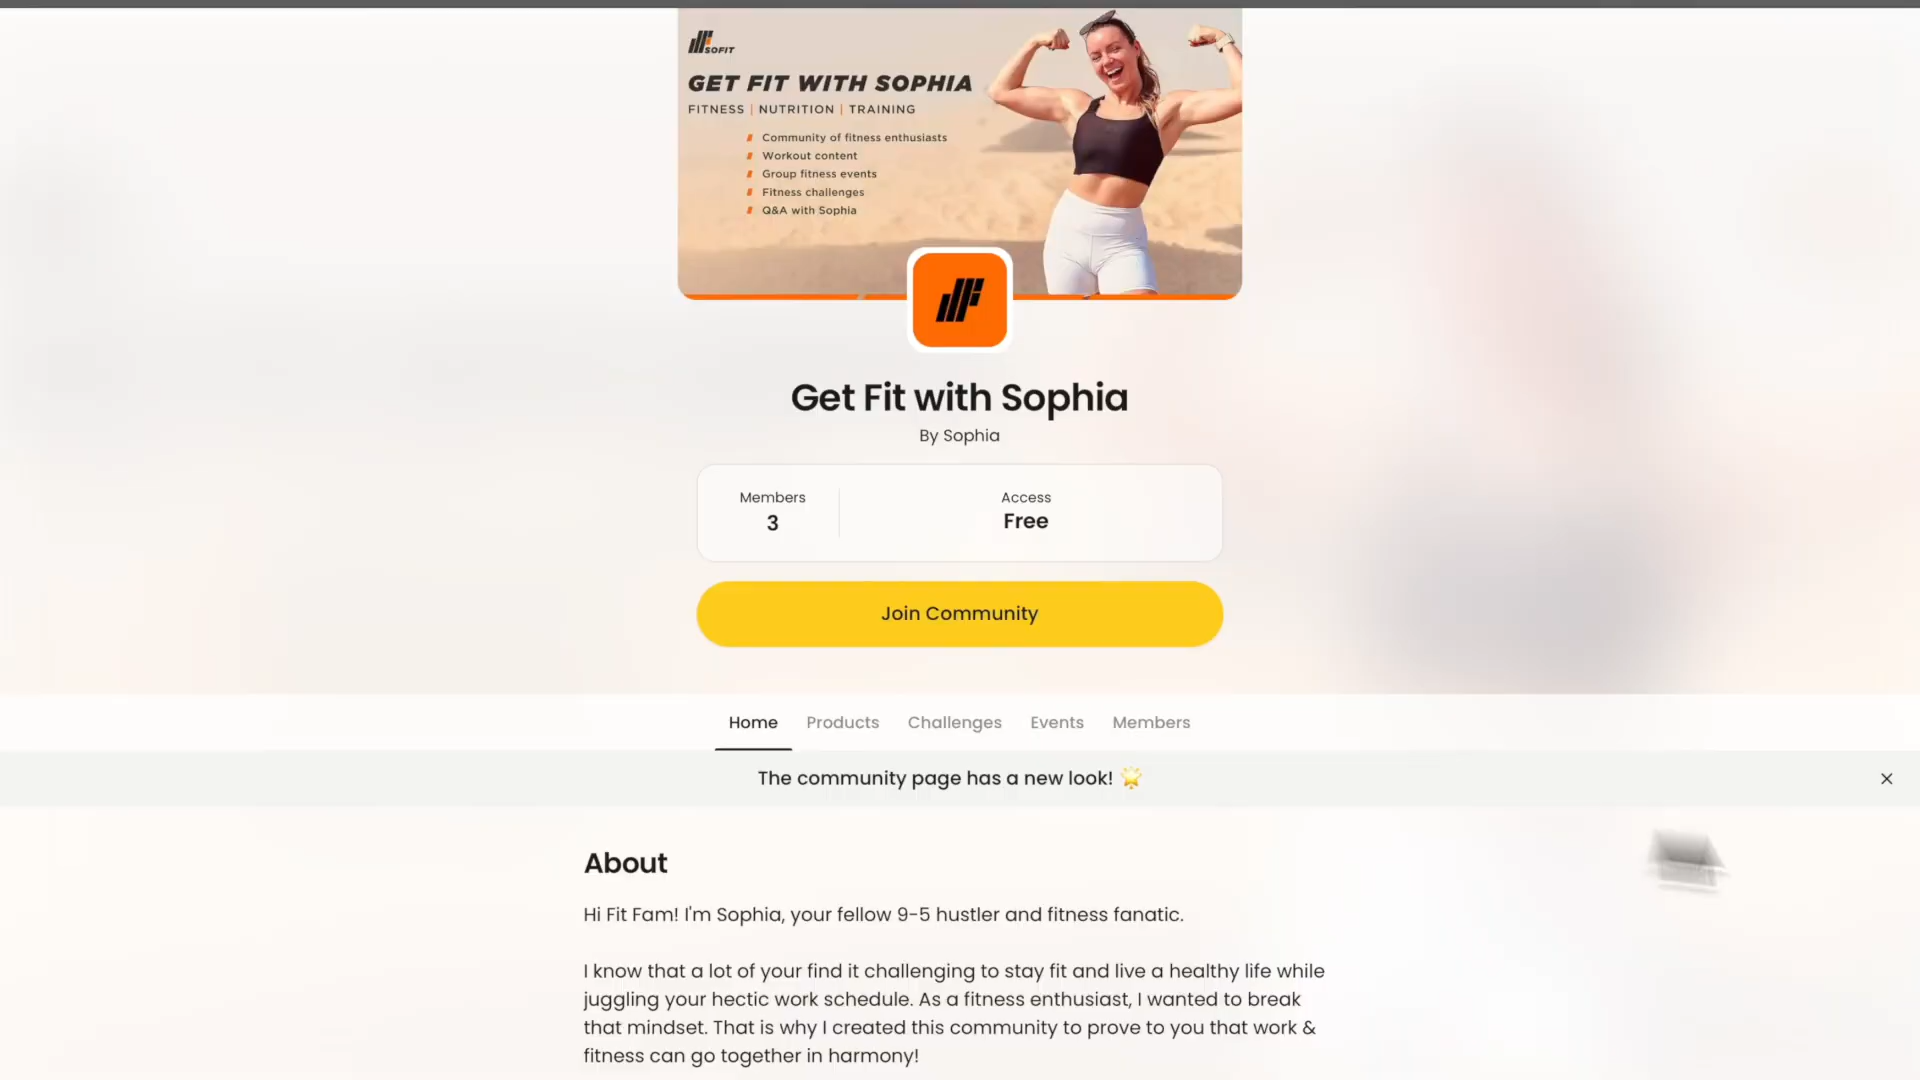 SOFIT
GET FIT WITH SOPHIA
FITNESS | NUTRITION | TRAINING
Community of fitness enthusiasts
Workout content
Group fitness events
Fitness challenges
Q&A with Sophia
Get Fit with Sophia
By Sophia
Members
3
Access
Free
Join Community
Home Products Challenges Events Members
The community page has a new look! 🌟
About
Hi Fit Fam! I'm Sophia, your fellow 9-5 hustler and fitness fanatic.
I know that a lot of your find it challenging to stay fit and live a healthy life while
juggling your hectic work schedule. As a fitness enthusiast, I wanted to break
that mindset. That is why I created this community to prove to you that work &
fitness can go together in harmony!